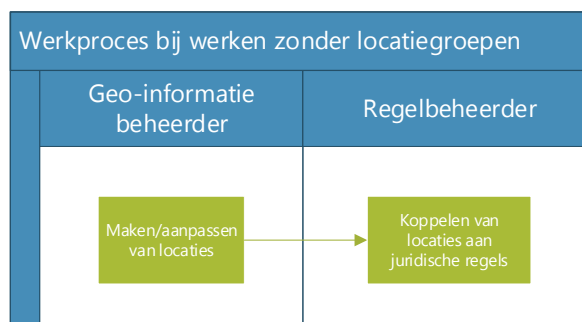 Werkproces bij werken zonder locatiegroepen
Geo-informatie
beheerder
Regelbeheerder
Maken/aanpassen
van locaties
Koppelen van
locaties aan
juridische regels